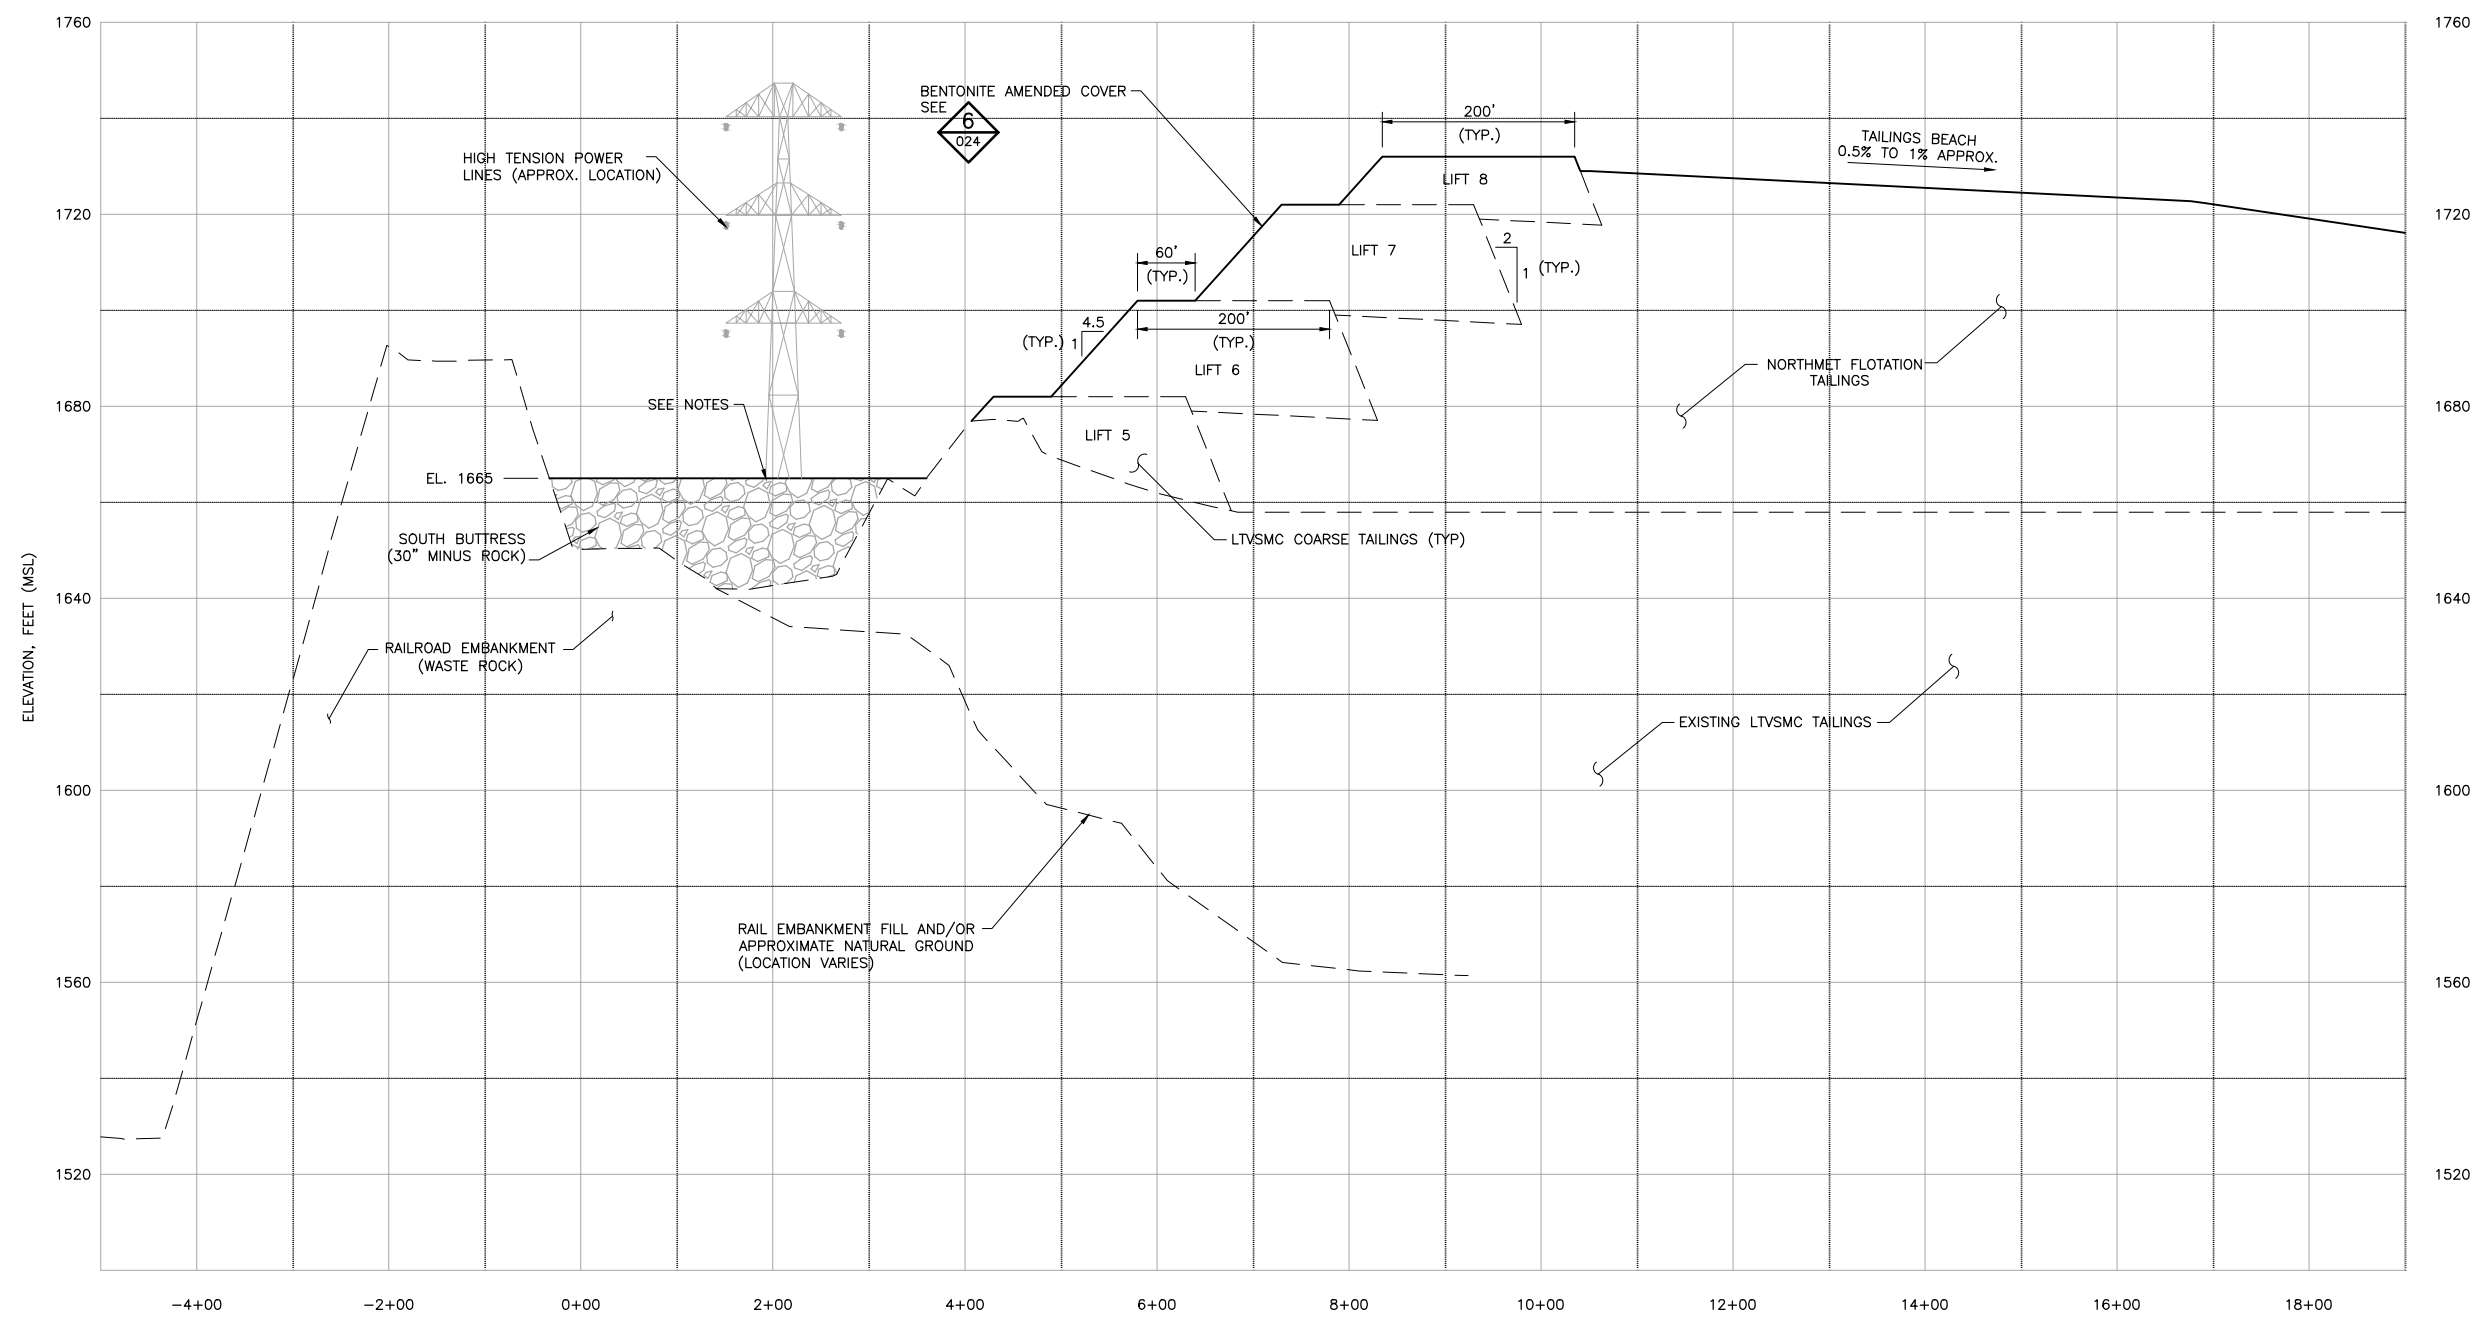 1760
1760
BENTONITE AMENDED COVER
SEE
6
024
200'
(TYP.)
TAILINGS BEACH
0.5% TO 1% APPROX.
HIGH TENSION POWER
LINES (APPROX. LOCATION)
LIFT 8
1720
1720
2
1 (TYP.)
LIFT 7
60'
(TYP.)
4.5
(TYP.) 1
200'
(TYP.)
LIFT 6
NORTHMET FLOTATION
TAILINGS
1680
1680
SEE NOTES
LIFT 5
EL. 1665
SOUTH BUTTRESS
(30" MINUS ROCK)
LTVSMC COARSE TAILINGS (TYP)
ELEVATION, FEET (MSL)
1640
1640
RAILROAD EMBANKMENT
(WASTE ROCK)
EXISTING LTVSMC TAILINGS
1600
1600
RAIL EMBANKMENT FILL AND/OR
APPROXIMATE NATURAL GROUND
(LOCATION VARIES)
1560
1560
1520
1520
-4+00
-2+00
0+00
2+00
4+00
6+00
8+00
10+00
12+00
14+00
16+00
18+00